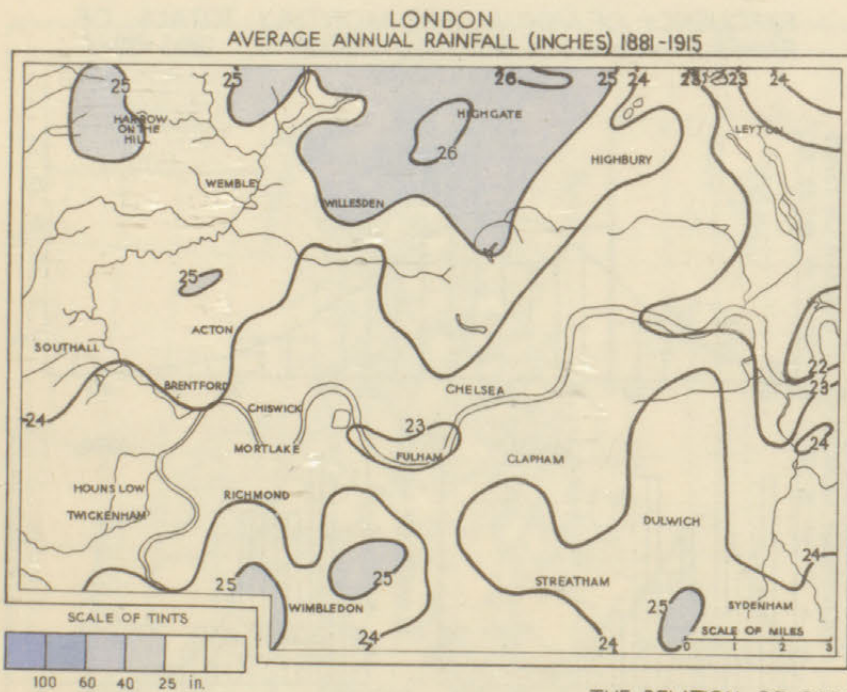 LONDON
AVERAGE ANNUAL RAINFALL (INCHES) 1881-1915
25
25
26
25
24
23
23
24
HARROW
ON THE
HILL
HIGHGATE
LEYTON
26
HIGHBURY
WEMBLEY
WILLESDEN
25
ACTON
SOUTHALL
22
BRENTFORD
CHELSEA
23
CHISWICK
24
23
MORTLAKE
FULHAM
CLAPHAM
24
HOUNSLOW
RICHMOND
TWICKENHAM
DULWICH
24
25
25
STREATHAM
WIMBLEDON
25
SYDENHAM
SCALE OF TINTS
24
24
SCALE OF MILES
0 1 2 3
100 60 40 25 in.